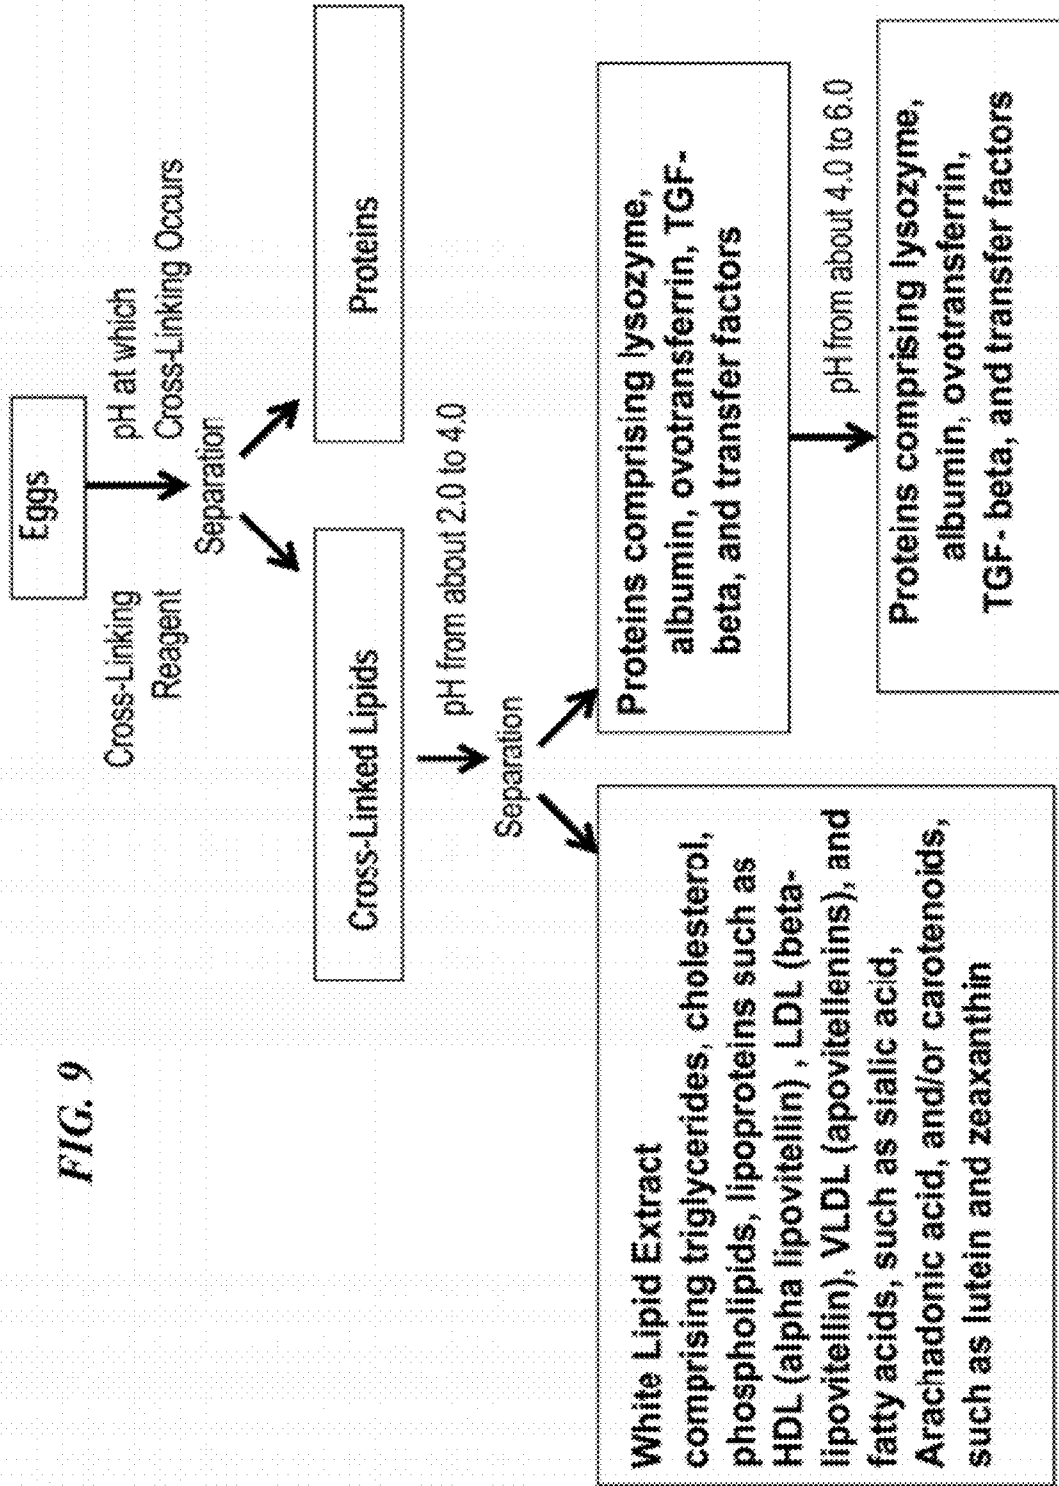 FIG. 9
Eggs
Cross-Linking
Reagent
pH at which
Cross-Linking Occurs
Separation
Cross-Linked Lipids
Proteins
pH from about 2.0 to 4.0
Separation
White Lipid Extract
comprising triglycerides, cholesterol,
phospholipids, lipoproteins such as
HDL (alpha lipovitellin) , LDL (beta-
lipovitellin), VLDL (apovitellenins), and
fatty acids, such as sialic acid,
Arachadonic acid, and/or carotenoids,
such as lutein and zeaxanthin
Proteins comprising lysozyme,
albumin, ovotransferrin, TGF-
beta, and transfer factors
pH from about 4.0 to 6.0
Proteins comprising lysozyme,
albumin, ovotransferrin,
TGF- beta, and transfer factors